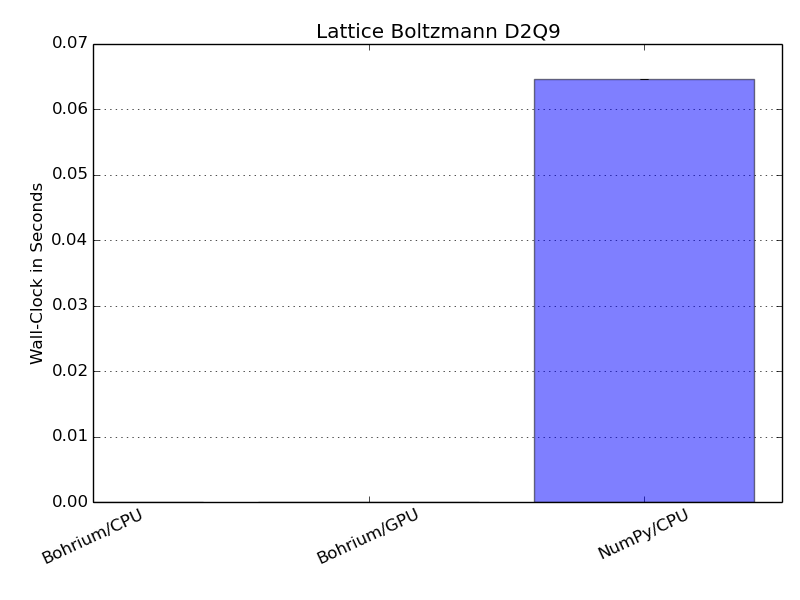 Lattice Boltzmann D2Q9
Wall-Clock in Seconds
0.07
0.06
0.05
0.04
0.03
0.02
0.01
0.00
Bohrium/CPU
Bohrium/GPU
NumPy/CPU